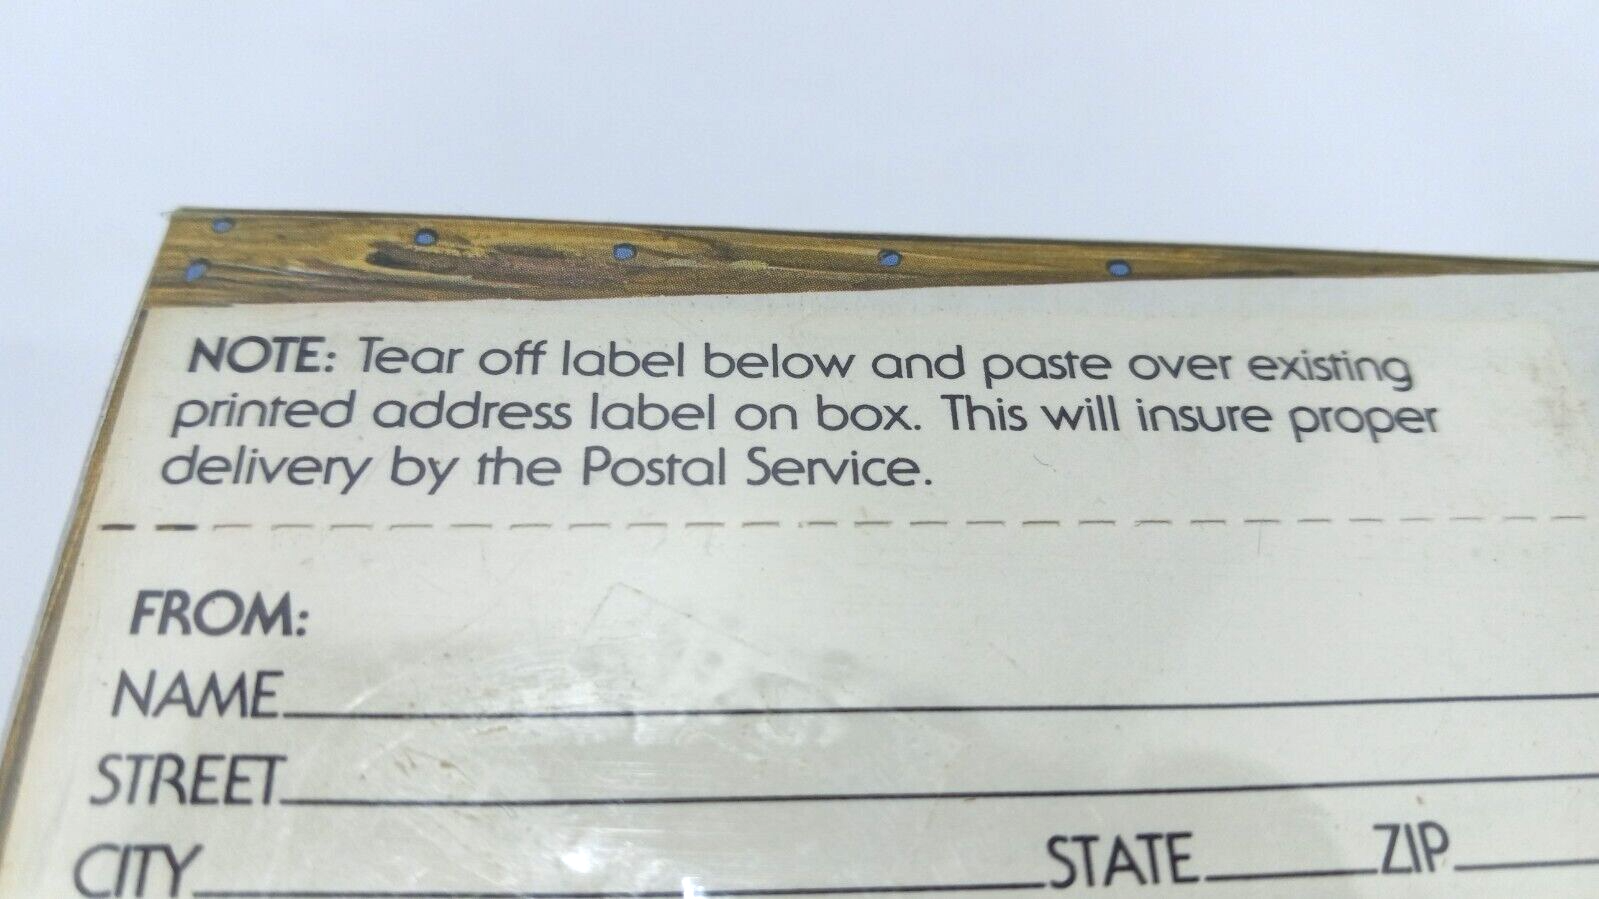 NOTE: Tear off label below and paste over existing
printed address label on box. This will insure proper
delivery by the Postal Service.
FROM:
NAME
STREET
CITY STATE ZIP